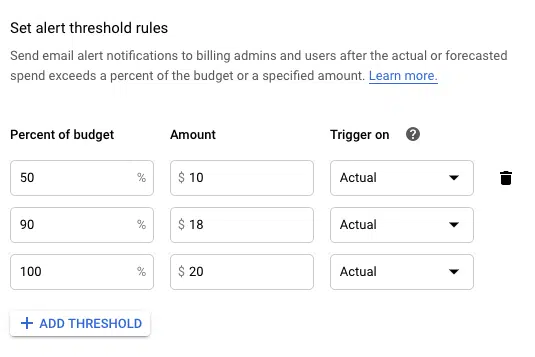 Set alert threshold rules
Send email alert notifications to billing admins and users after the actual or forecasted
spend exceeds a percent of the budget or a specified amount. Learn more.
Percent of budget Amount Trigger on ?
50 % $ 10 Actual
90 % $ 18 Actual
100 % $ 20 Actual
+ ADD THRESHOLD